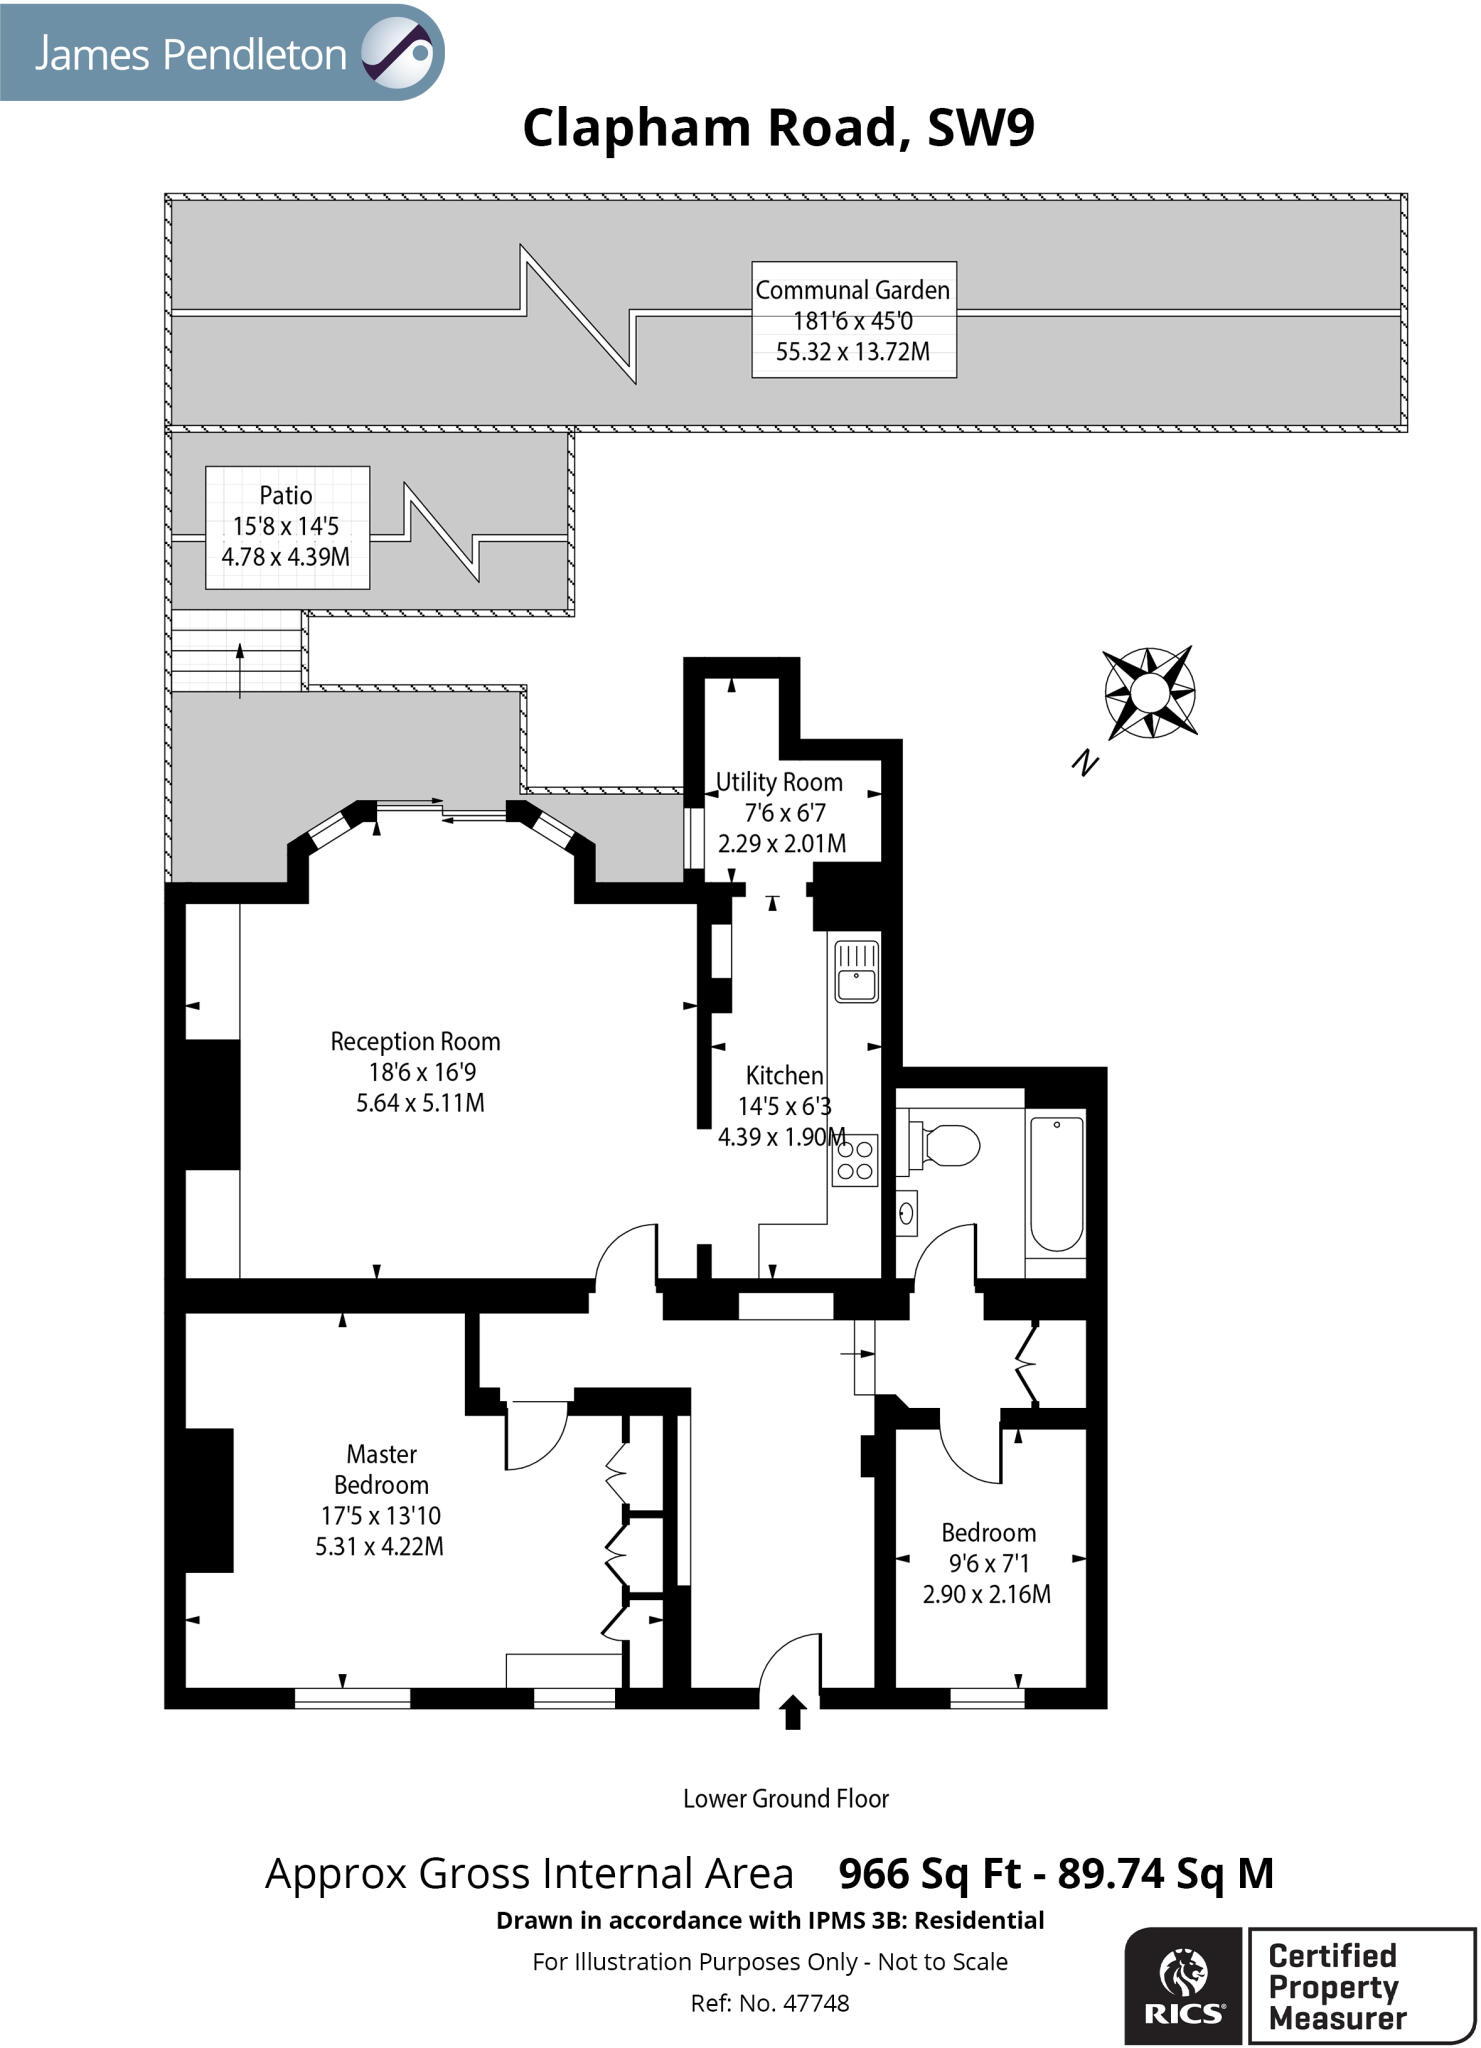 James Pendleton
Clapham Road, SW9
Communal Garden
181'6 x 45'0
55.32 x 13.72M
Patio
15'8 x 14'5
4.78 x 4.39M
N
Utility Room
7'6 x 6'7
2.29 x 2.01M
Reception Room
18'6 x 16'9
5.64 x 5.11M
Kitchen
14'5 x 6'3
4.39 x 1.90M
Master
Bedroom
17'5 x 13'10
5.31 x 4.22M
Bedroom
9'6 x 7'1
2.90 x 2.16M
Lower Ground Floor
Approx Gross Internal Area 966 Sq Ft - 89.74 Sq M
Drawn in accordance with IPMS 3B: Residential
For Illustration Purposes Only - Not to Scale
Ref: No. 47748
RICS®
Certified
Property
Measurer